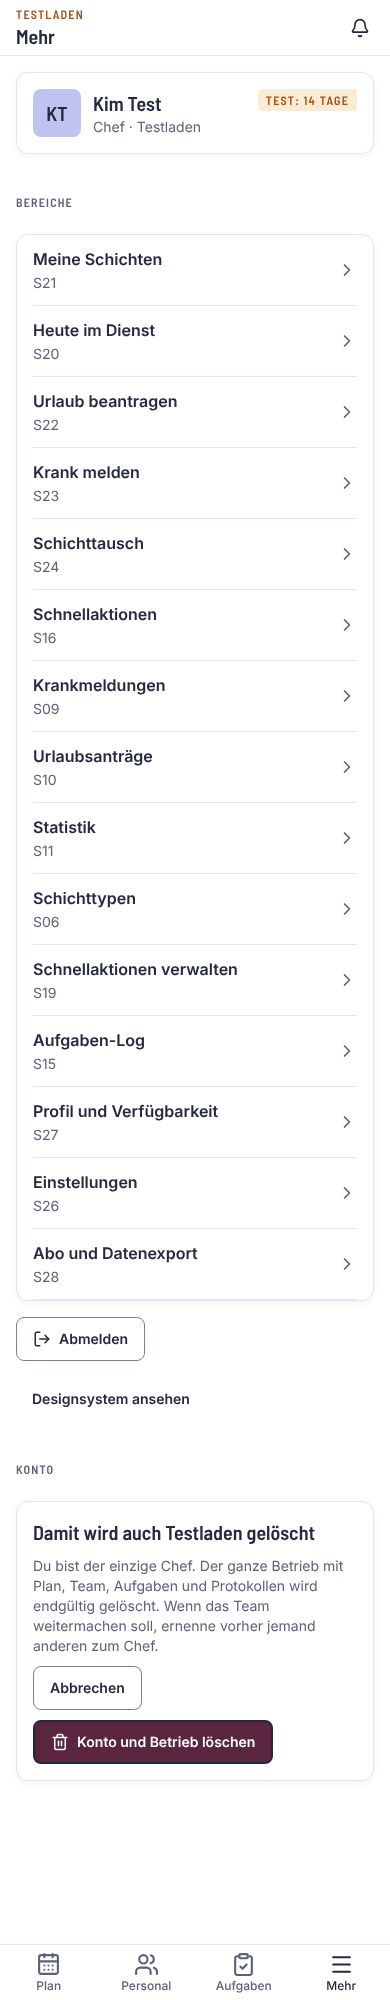 TESTLADEN
Mehr
KT
Kim Test
TEST: 14 TAGE
Chef · Testladen
BEREICHE
Meine Schichten
S21
Heute im Dienst
S20
Urlaub beantragen
S22
Krank melden
S23
Schichttausch
S24
Schnellaktionen
S16
Krankmeldungen
S09
Urlaubsanträge
S10
Statistik
S11
Schichttypen
S06
Schnellaktionen verwalten
S19
Aufgaben-Log
S15
Profil und Verfügbarkeit
S27
Einstellungen
S26
Abo und Datenexport
S28
Abmelden
Designsystem ansehen
KONTO
Damit wird auch Testladen gelöscht
Du bist der einzige Chef. Der ganze Betrieb mit
Plan, Team, Aufgaben und Protokollen wird
endgültig gelöscht. Wenn das Team
weitermachen soll, ernenne vorher jemand
anderen zum Chef.
Abbrechen
Konto und Betrieb löschen
Plan
Personal
Aufgaben
Mehr